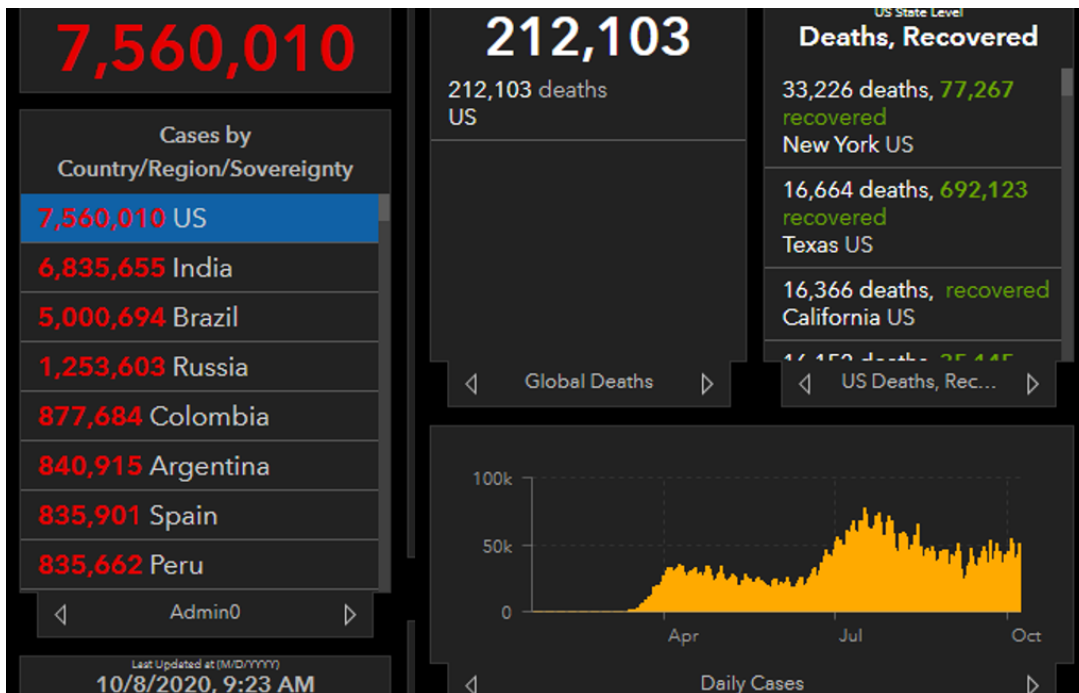 7,560,010
Cases by
Country/Region/Sovereignty
7,560,010 US
6,835,655 India
5,000,694 Brazil
1,253,603 Russia
877,684 Colombia
840,915 Argentina
835,901 Spain
835,662 Peru
Admin0
Last Updated at (M/D/YYYY)
10/8/2020, 9:23 AM
212,103
212,103 deaths
US
Global Deaths
US State Level
Deaths, Recovered
33,226 deaths, 77,267
recovered
New York US
16,664 deaths, 692,123
recovered
Texas US
16,366 deaths, recovered
California US
US Deaths, Rec...
100k
50k
0
Apr Jul Oct
Daily Cases